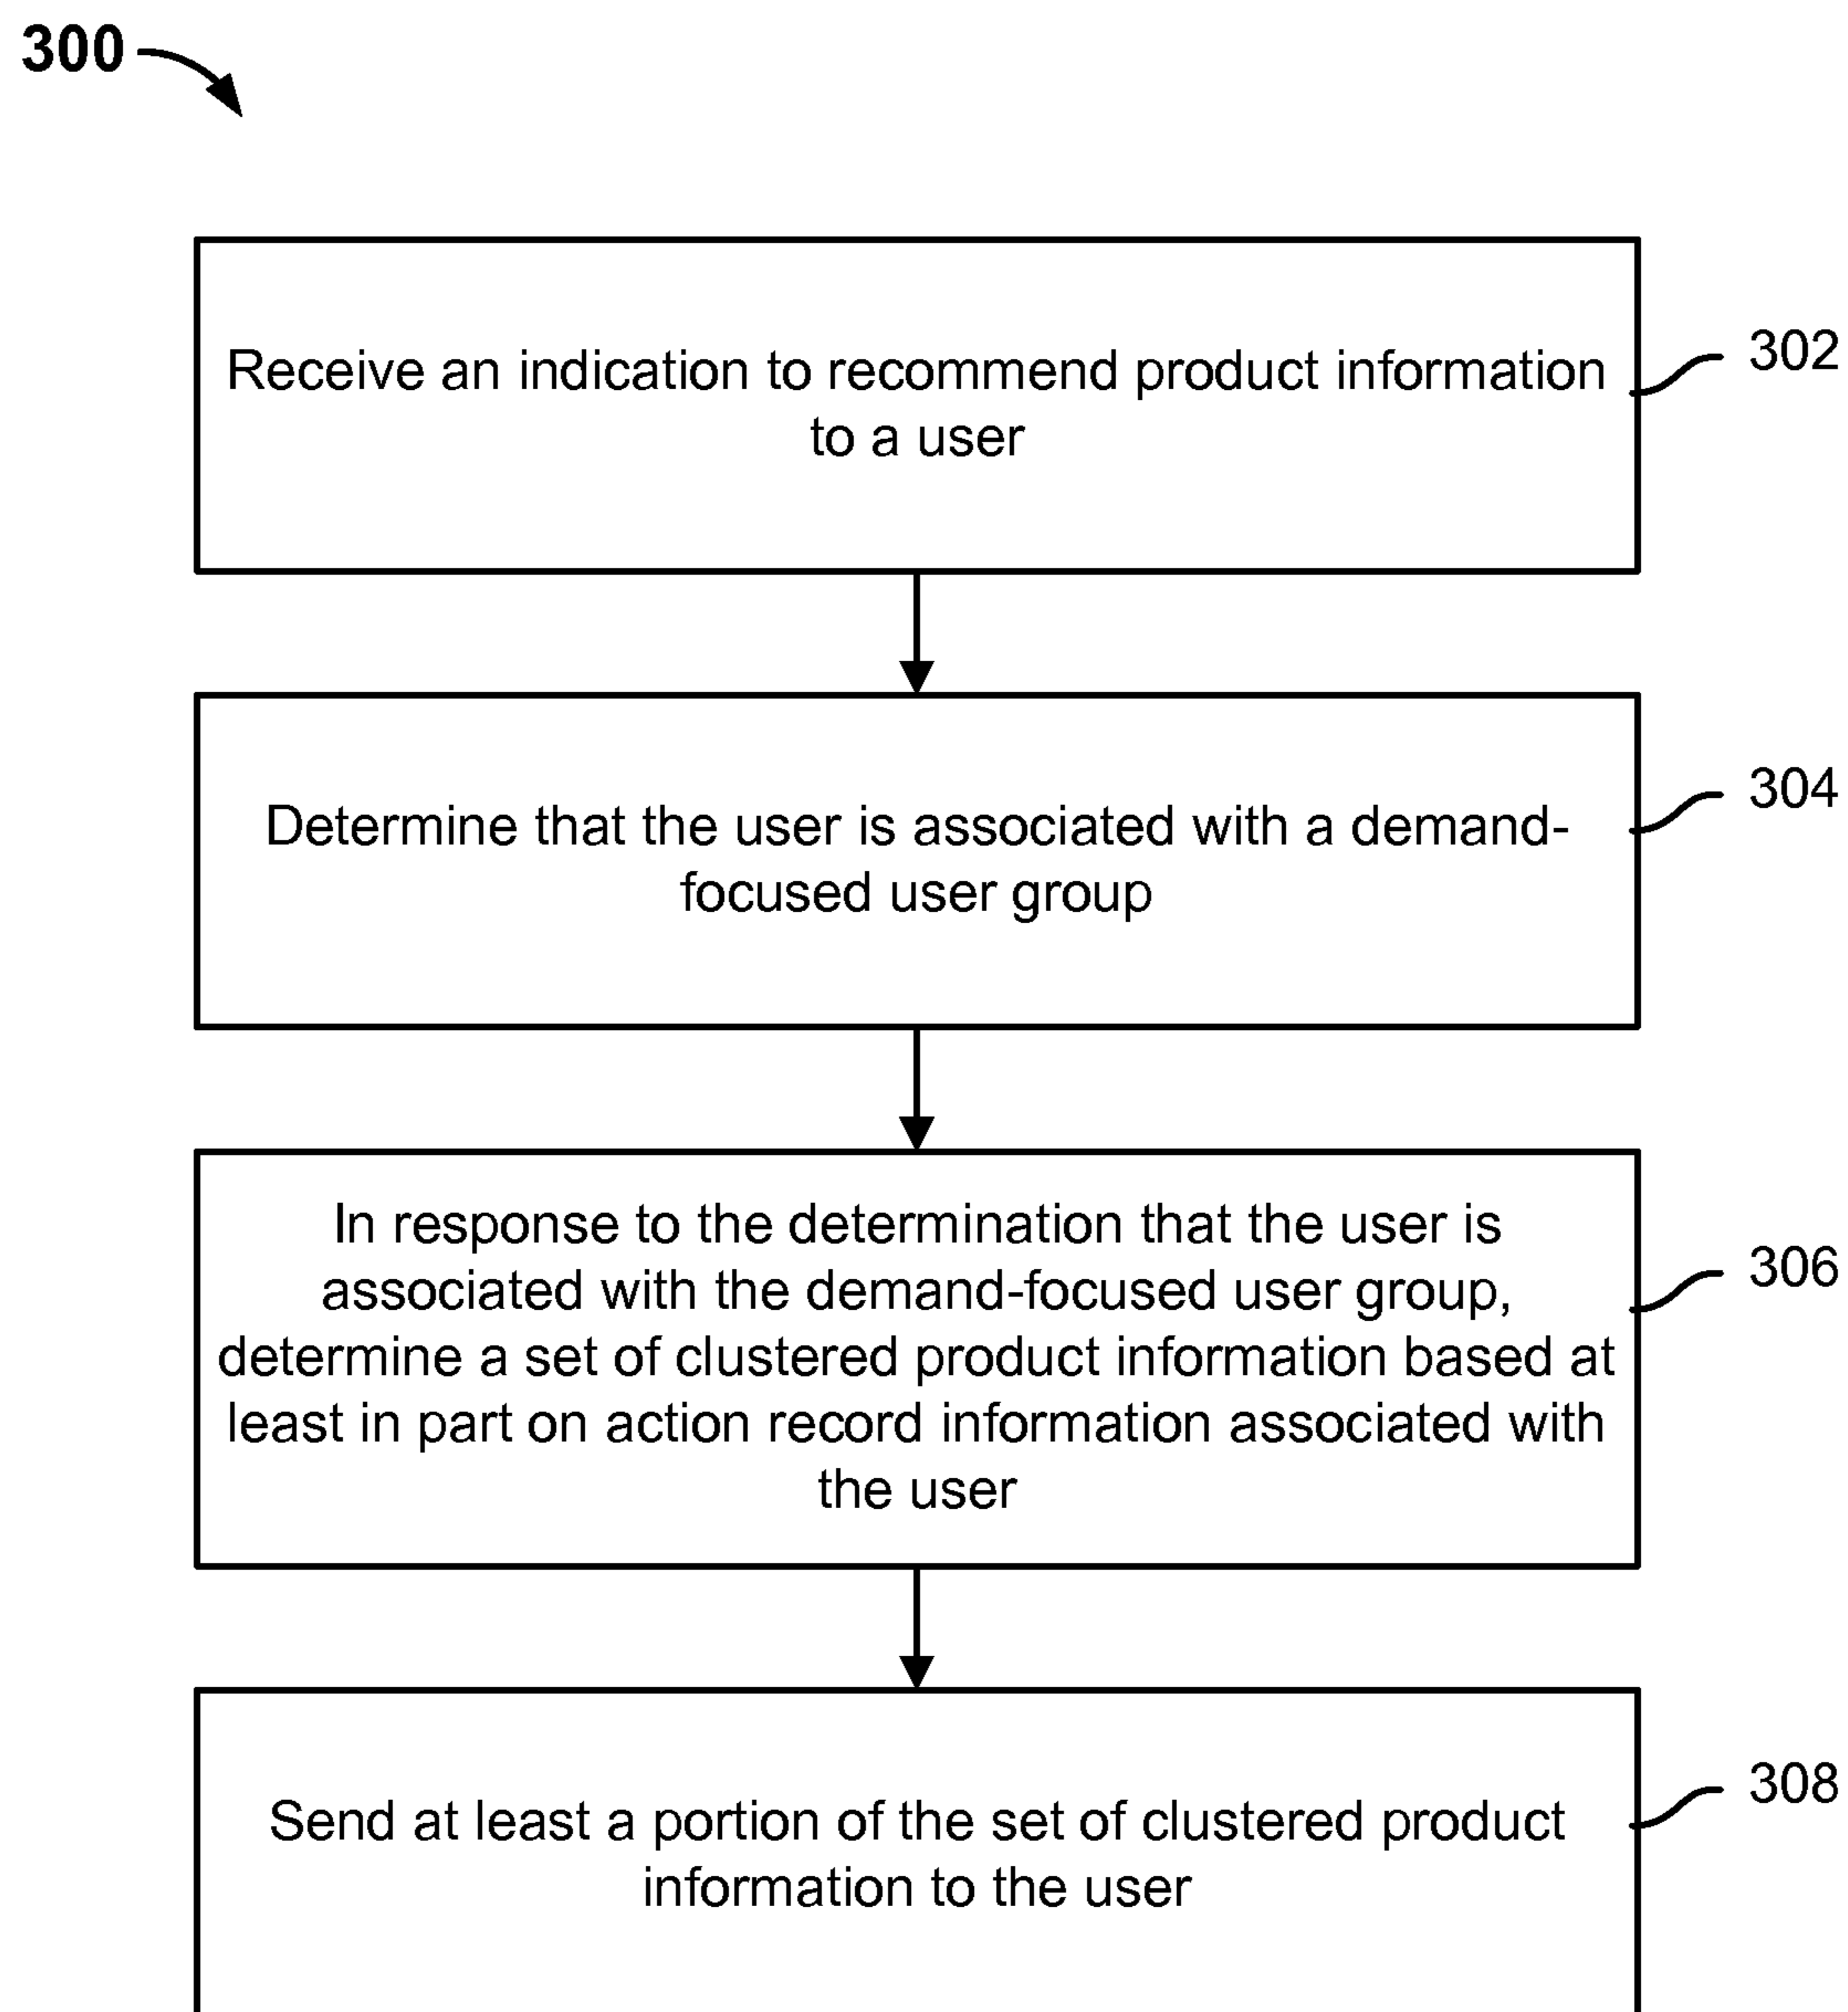 300
Receive an indication to recommend product information
to a user
302
Determine that the user is associated with a demand-
focused user group
304
In response to the determination that the user is
associated with the demand-focused user group,
determine a set of clustered product information based at
least in part on action record information associated with
the user
306
Send at least a portion of the set of clustered product
information to the user
308